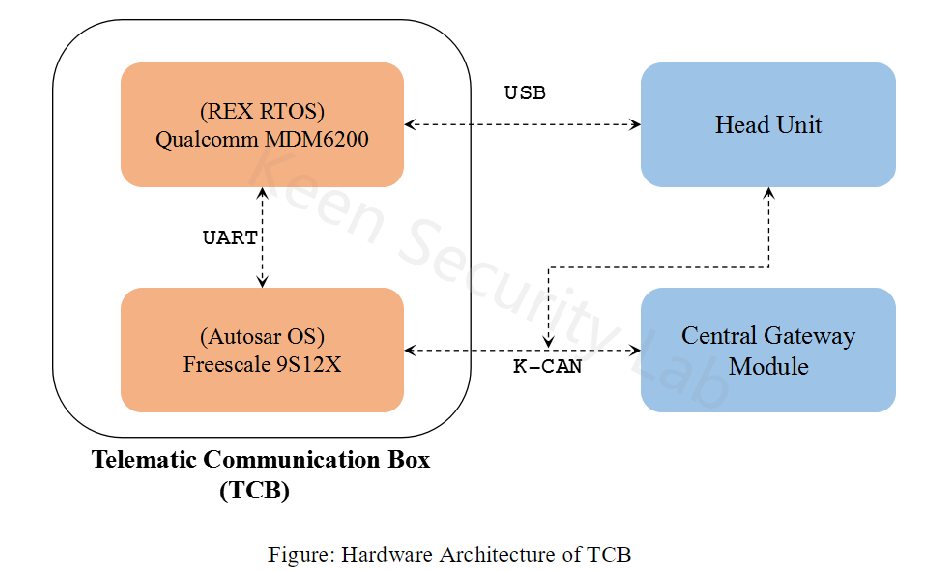 (REX RTOS)
Qualcomm MDM6200
USB
Head Unit
UART
Keen Security Lab
(Autosar OS)
Freescale 9S12X
K-CAN
Central Gateway
Module
Telematic Communication Box
(TCB)
Figure: Hardware Architecture of TCB